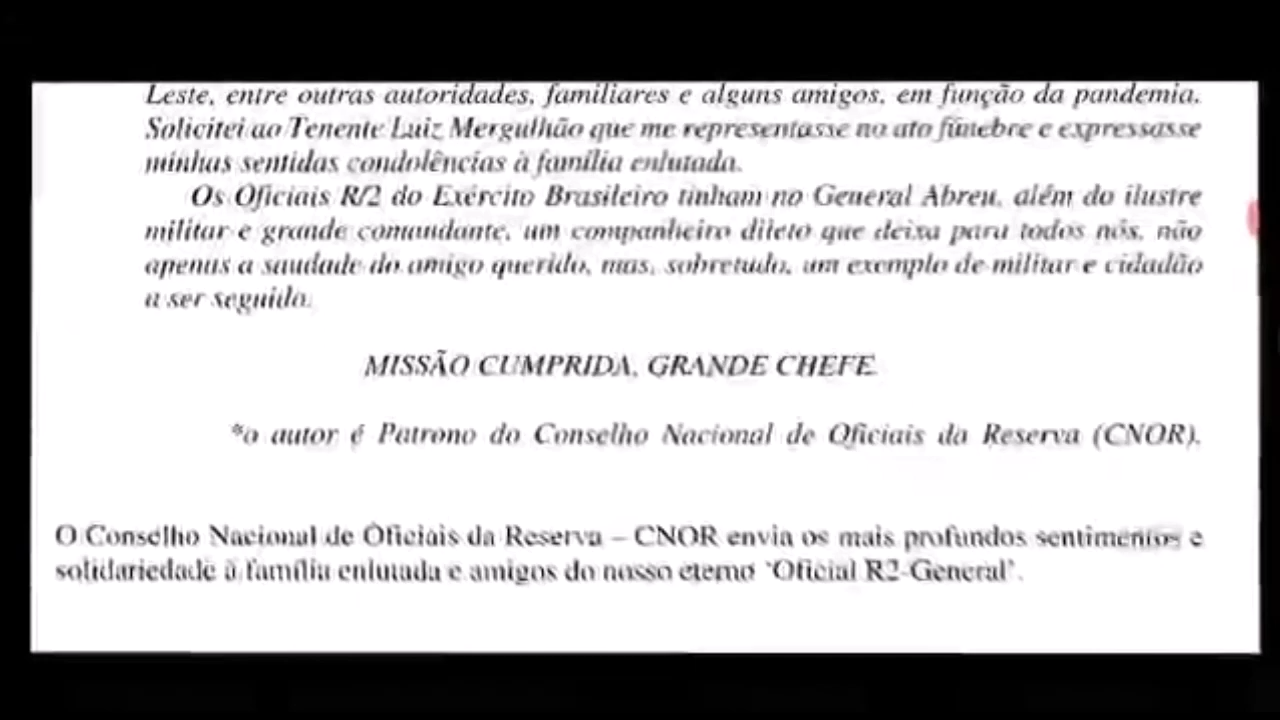 Leste, entre outras autoridades, familiares e alguns amigos, em função da pandemia.
Solicitei ao Tenente Luiz Mergulhão que me representasse no ato fúnebre e expressasse
minhas sentidas condolências à família enlutada.
Os Oficiais R/2 do Exército Brasileiro tinham no General Abreu, além do ilustre
militar e grande comandante, um companheiro dileto que deixa para todos nós, não
apenas a saudade do amigo querido, mas, sobretudo, um exemplo de militar e cidadão
a ser seguido.
MISSÃO CUMPRIDA, GRANDE CHEFE.
*o autor é Patrono do Conselho Nacional de Oficiais da Reserva (CNOR).
O Conselho Nacional de Oficiais da Reserva – CNOR envia os mais profundos sentimentos e
solidariedade à família enlutada e amigos do nosso eterno 'Oficial R2-General'.